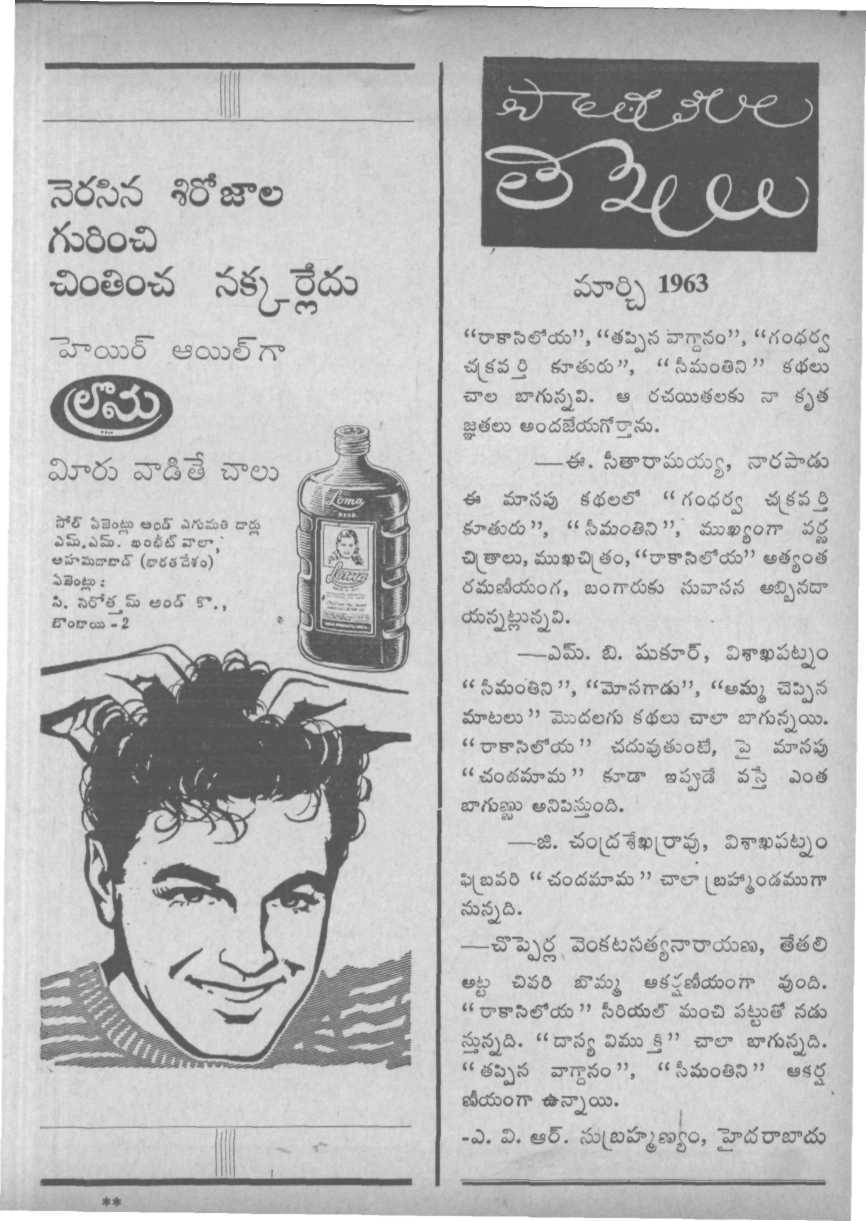 నెరసిన శిరోజాల
గురించి
చింతించ నక్కర్లేదు
హెయిర్ ఆయిల్‌గా
లోమా
మీరు వాడితే చాలు
సోల్ ఏజెంట్లు అండ్ ఎగుమతి దార్లు
ఎమ్.ఎమ్. ఖంభీట్ వాలా,
అహమదాబాద్ (భారతదేశం)
ఏజెంట్లు :
సి. నరోత్తమ్ అండ్ కొ.,
బొంబాయి - 2
Loma
Loma
**
పాఠకుల
లేఖలు
మార్చి 1963
“రాకాసిలోయ”, “తప్పిన వాగ్దానం”, “గంధర్వ
చక్రవర్తి కూతురు”, “ సీమంతిని ” కథలు
చాల బాగున్నవి. ఆ రచయితలకు నా కృత
జ్ఞతలు అందజేయగోర్తాను.
—ఈ. సీతారామయ్య, నారపాడు
ఈ మాసపు కథలలో “ గంధర్వ చక్రవర్తి
కూతురు”, “ సీమంతిని ”, ముఖ్యంగా వర్ణ
చిత్రాలు, ముఖచిత్రం, “రాకాసిలోయ” అత్యంత
రమణీయంగ, బంగారుకు సువాసన అబ్బినదా
యన్నట్లున్నవి.
—ఎమ్. బి. షుకూర్, విశాఖపట్నం
“ సీమంతిని ”, “మోసగాడు”, “అమ్మ చెప్పిన
మాటలు ” మొదలగు కథలు చాలా బాగున్నయి.
“ రాకాసిలోయ ” చదువుతుంటే, పై మాసపు
“ చందమామ ” కూడా ఇప్పుడే వస్తే ఎంత
బాగుణ్ణు అనిపిస్తుంది.
—జి. చంద్రశేఖర్రావు, విశాఖపట్నం
ఫిబ్రవరి “ చందమామ ” చాలా బ్రహ్మాండముగా
నున్నది.
—చొప్పెర్ల వెంకటసత్యనారాయణ, తేతలి
అట్ట చివరి బొమ్మ ఆకర్షణీయంగా వుంది.
“ రాకాసిలోయ ” సీరియల్ మంచి పట్టుతో నడు
స్తున్నది. “ దాస్య విముక్తి ” చాలా బాగున్నది.
“ తప్పిన వాగ్దానం ”, “ సీమంతిని ” ఆకర్ష
ణీయంగా ఉన్నాయి.
-ఎ. వి. ఆర్. సుబ్రహ్మణ్యం, హైదరాబాదు